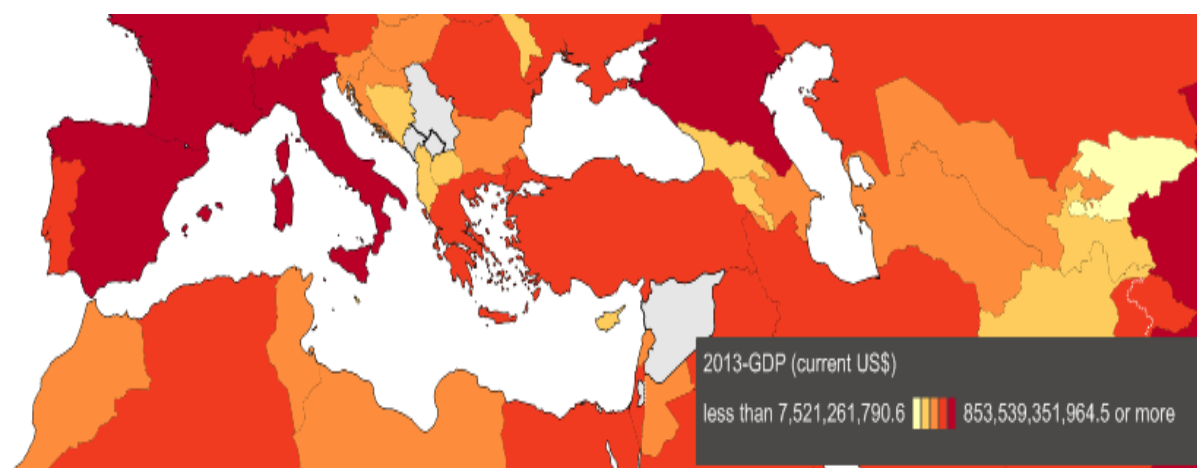 2013-GDP (current US$)
less than 7,521,261,790.6 853,539,351,964.5 or more